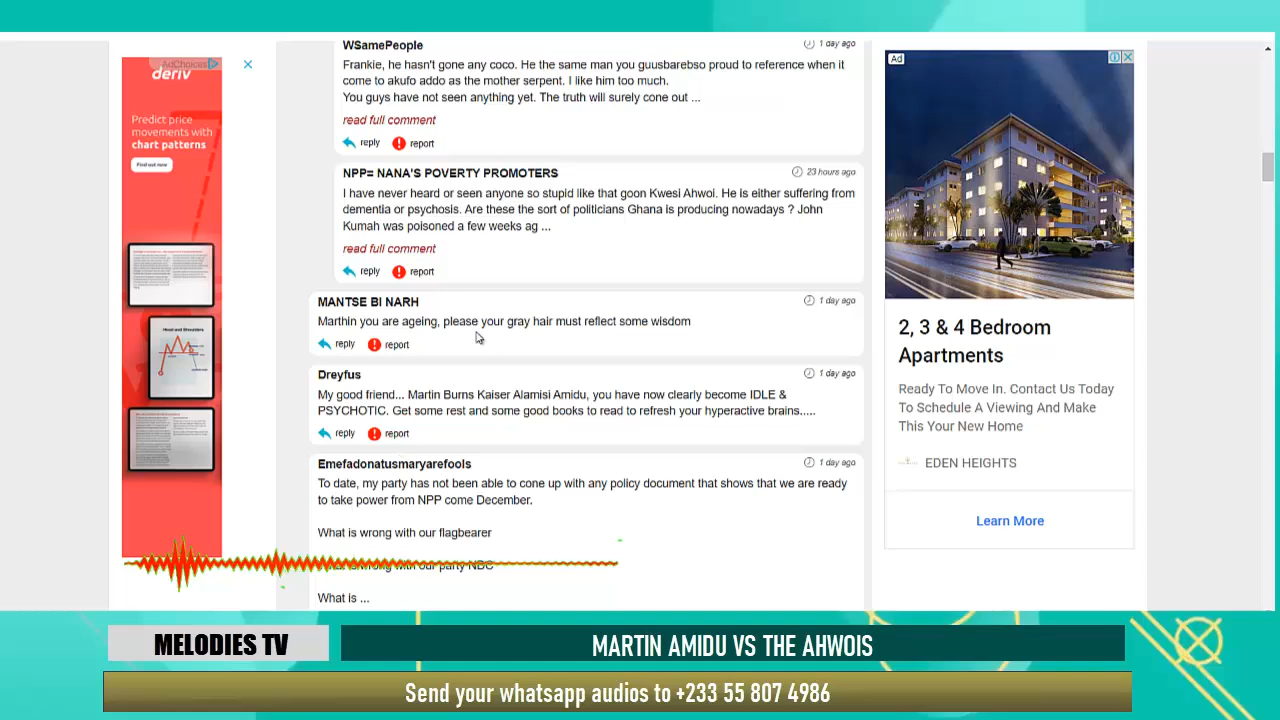 AdChoices
deriv
Predict price
movements with
chart patterns
Find out now
Head and Shoulders
WSamePeople
1 day ago
Frankie, he hasn't gone any coco. He the same man you guusbarebso proud to reference when it
come to akufo addo as the mother serpent. I like him too much.
You guys have not seen anything yet. The truth will surely cone out ...
read full comment
reply
report
NPP= NANA'S POVERTY PROMOTERS
23 hours ago
I have never heard or seen anyone so stupid like that goon Kwesi Ahwoi. He is either suffering from
dementia or psychosis. Are these the sort of politicians Ghana is producing nowadays ? John
Kumah was poisoned a few weeks ag ...
read full comment
reply
report
MANTSE BI NARH
1 day ago
Marthin you are ageing, please your gray hair must reflect some wisdom
reply
report
Dreyfus
1 day ago
My good friend... Martin Burns Kaiser Alamisi Amidu, you have now clearly become IDLE &
PSYCHOTIC. Get some rest and some good books to read to refresh your hyperactive brains.....
reply
report
Emefadonatusmaryarefools
1 day ago
To date, my party has not been able to cone up with any policy document that shows that we are ready
to take power from NPP come December.
What is wrong with our flagbearer
wrong with our party NDC
What is ...
Ad
2, 3 & 4 Bedroom
Apartments
Ready To Move In. Contact Us Today
To Schedule A Viewing And Make
This Your New Home
EDEN HEIGHTS
Learn More
MELODIES TV
MARTIN AMIDU VS THE AHWOIS
Send your whatsapp audios to +233 55 807 4986